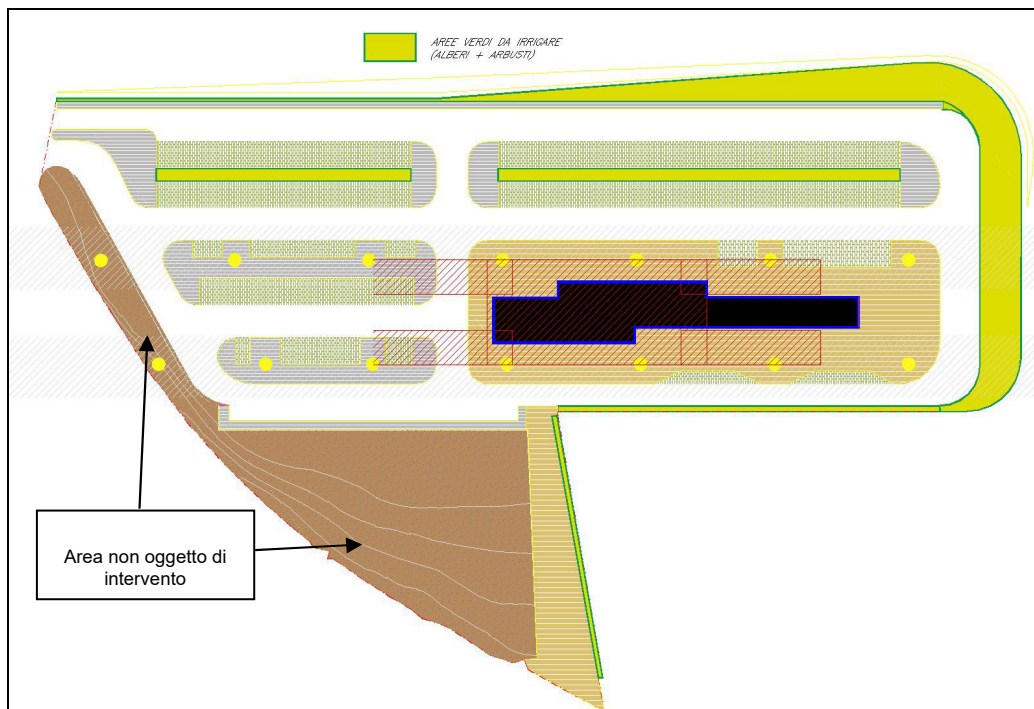 AREE VERDI DA IRRIGARE
(ALBERI + ARBUSTI)
Area non oggetto di
intervento